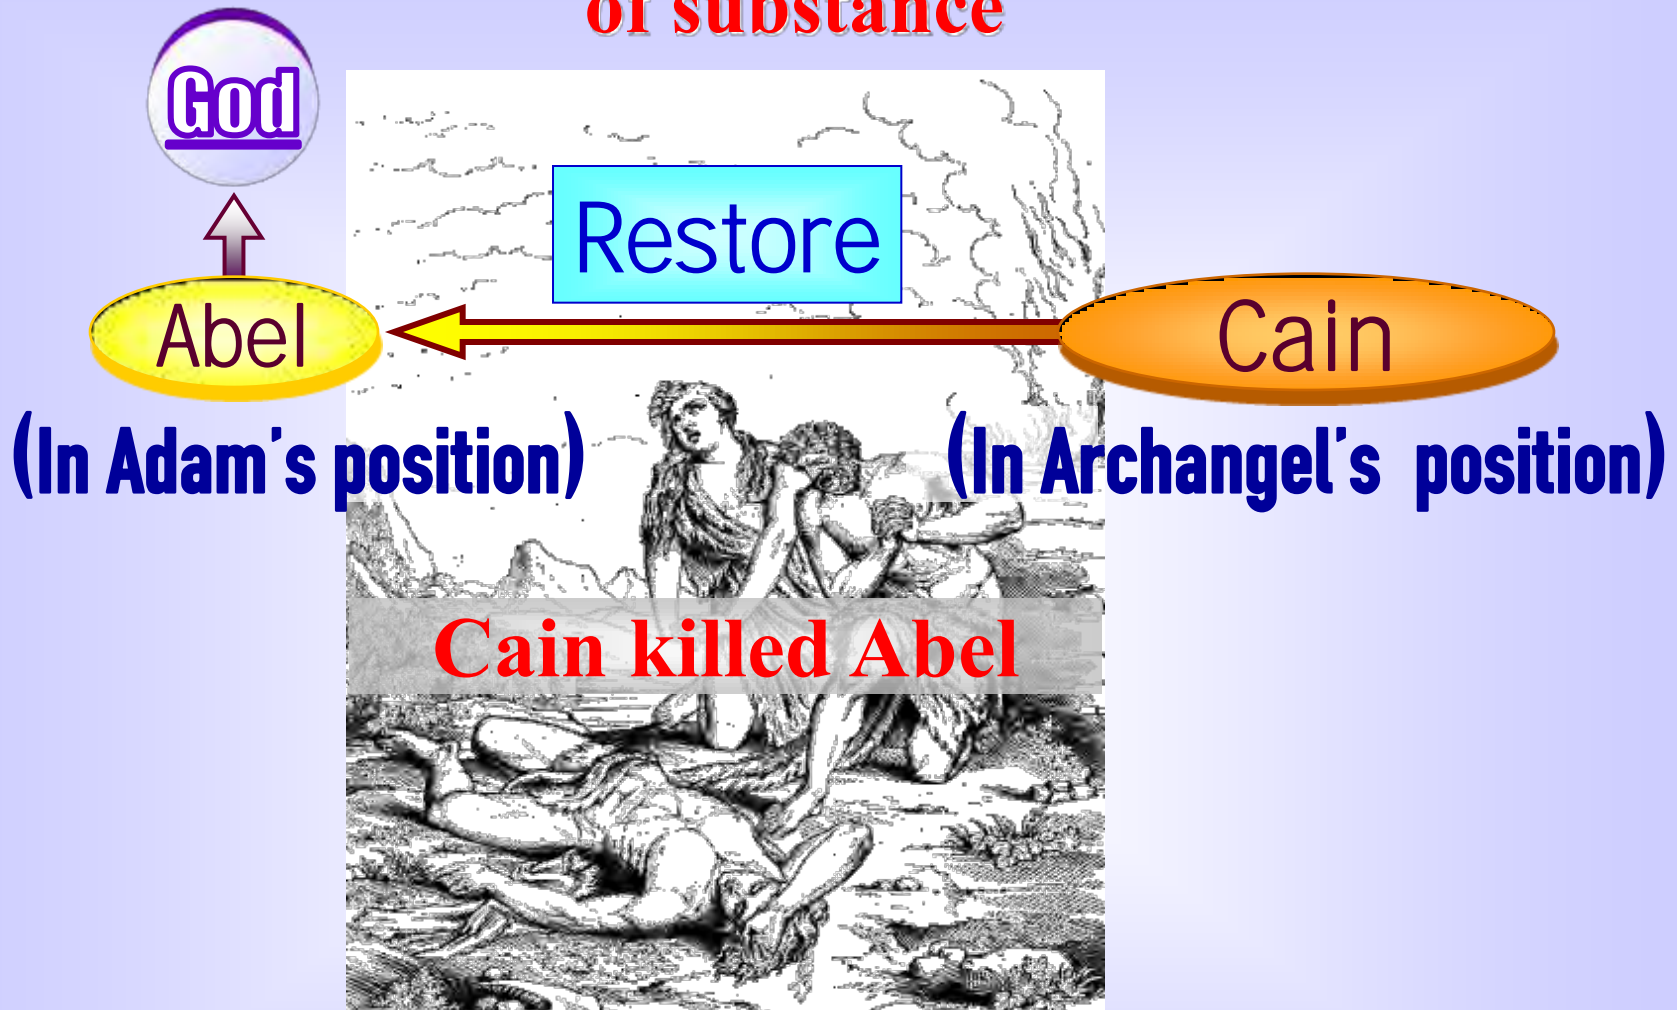 of substance
God
Restore
Abel
Cain
(In Adam's position)
(In Archangel's position)
Cain killed Abel